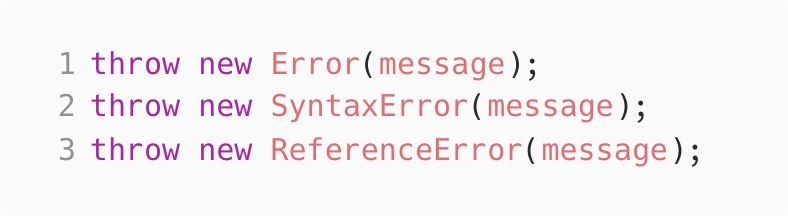 1 throw new Error(message);
2 throw new SyntaxError(message);
3 throw new ReferenceError(message);